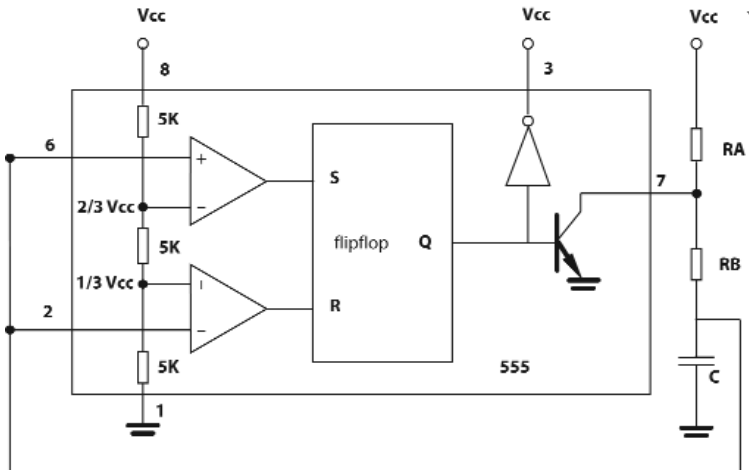 Vcc
Vcc
Vcc
8
3
5K
6
+
S
RA
7
2/3 Vcc
−
5K
flipflop
Q
RB
1/3 Vcc
2
−
R
5K
555
C
1